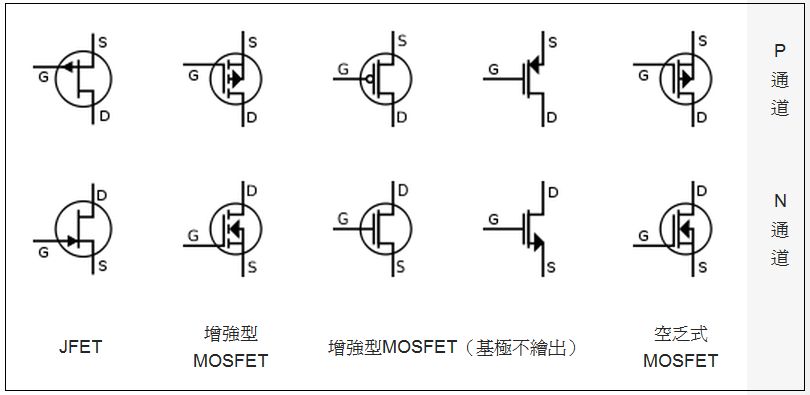 S S S S S
G G G G G
D D D D D
P
通
道
D D D D D
G G G G G
S S S S S
N
通
道
JFET
增強型
MOSFET
增強型MOSFET（基極不繪出）
空乏式
MOSFET